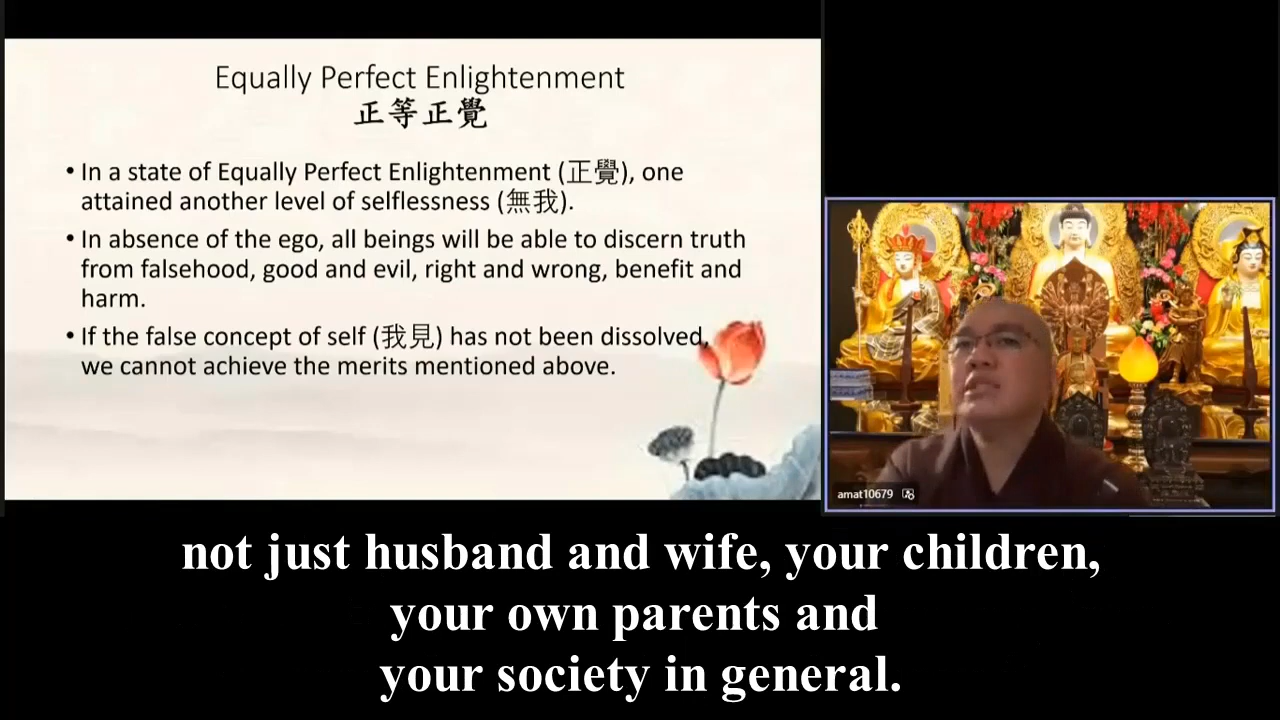 Equally Perfect Enlightenment
正等正覺
• In a state of Equally Perfect Enlightenment (正覺), one
attained another level of selflessness (無我).
• In absence of the ego, all beings will be able to discern truth
from falsehood, good and evil, right and wrong, benefit and
harm.
• If the false concept of self (我見) has not been dissolved,
we cannot achieve the merits mentioned above.
amat10679
not just husband and wife, your children,
your own parents and
your society in general.